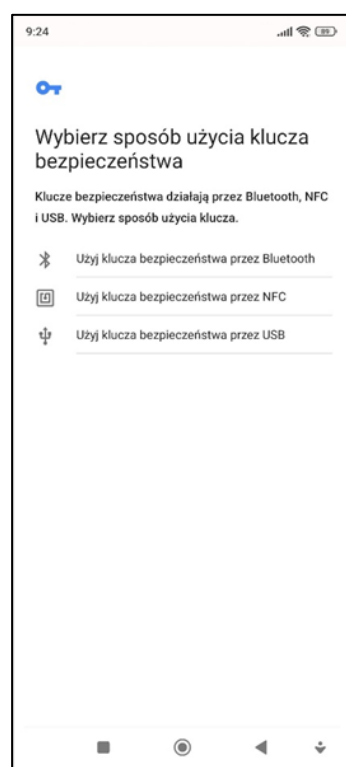 9:24
89
Wybierz sposób użycia klucza
bezpieczeństwa
Klucze bezpieczeństwa działają przez Bluetooth, NFC
i USB. Wybierz sposób użycia klucza.
Użyj klucza bezpieczeństwa przez Bluetooth
Użyj klucza bezpieczeństwa przez NFC
Użyj klucza bezpieczeństwa przez USB